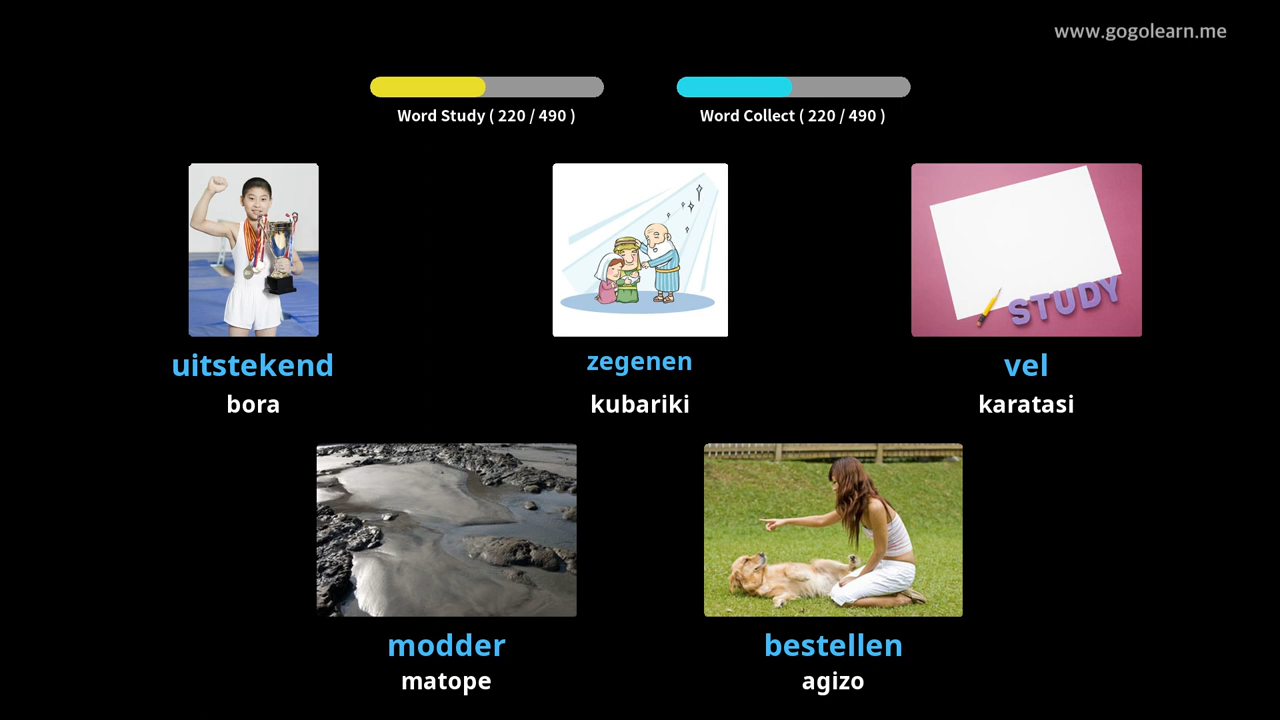 www.gogolearn.me
Word Study ( 220 / 490 )
Word Collect ( 220 / 490 )
STUDY
uitstekend
zegenen
vel
bora
kubariki
karatasi
modder
bestellen
matope
agizo